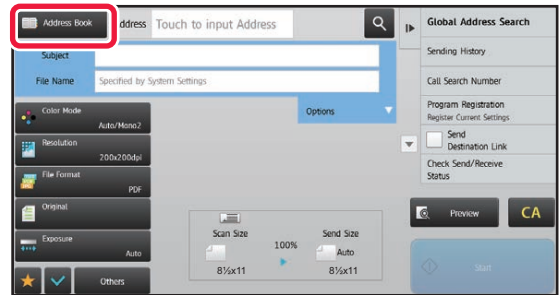 Address Book
ddress
Touch to input Address
Global Address Search
Subject
Sending History
File Name
Specified by System Settings
Call Search Number
Color Mode
Auto/Mono2
Options
Program Registration
Register Current Settings
Resolution
200x200dpi
Send
Destination Link
File Format
PDF
Check Send/Receive
Status
Original
Preview
CA
Scan Size
100%
Send Size
Auto
Exposure
Auto
8½x11
8½x11
Others
Start